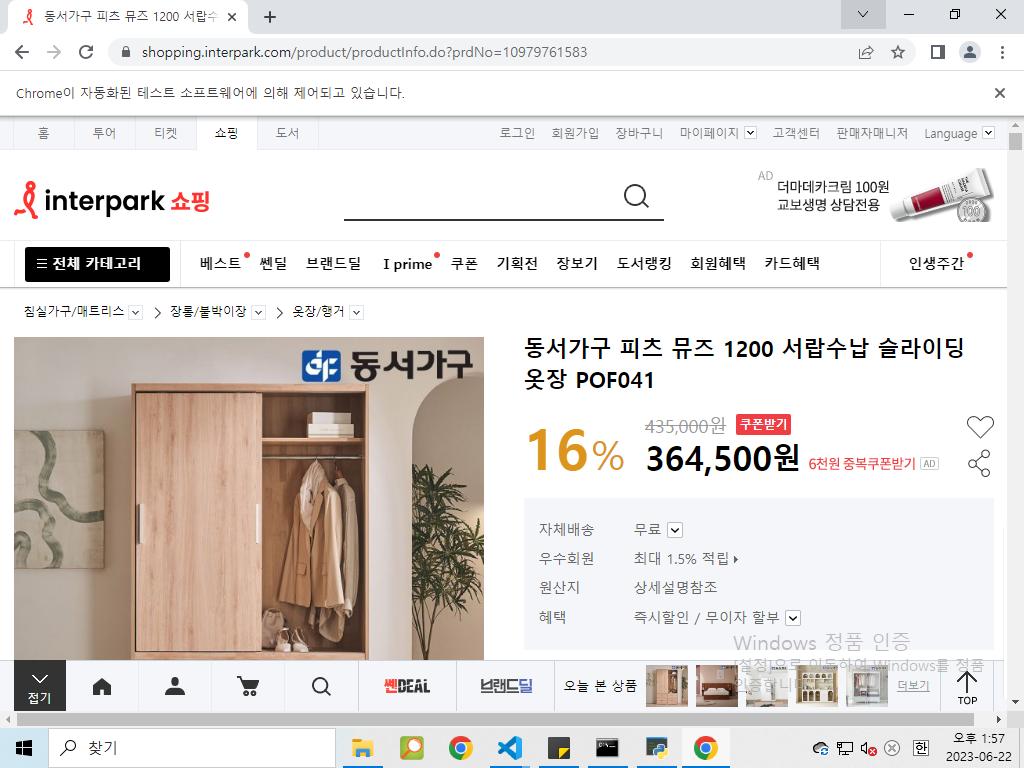 동서가구 피츠 뮤즈 1200 서랍수
shopping.interpark.com/product/productInfo.do?prdNo=10979761583
Chrome이 자동화된 테스트 소프트웨어에 의해 제어되고 있습니다.
홈 투어 티켓 쇼핑 도서 로그인 회원가입 장바구니 마이페이지 고객센터 판매자매니저 Language
interpark 쇼핑
AD 더마데카크림 100원
교보생명 상담전용
전체 카테고리 베스트 쎈딜 브랜드딜 I prime 쿠폰 기획전 장보기 도서랭킹 회원혜택 카드혜택 인생주간
침실가구/매트리스 장롱/붙박이장 옷장/행거
동서가구
동서가구 피츠 뮤즈 1200 서랍수납 슬라이딩
옷장 POF041
16% 435,000원 쿠폰받기
364,500원 6천원 중복쿠폰받기 AD
자체배송 무료
우수회원 최대 1.5% 적립
원산지 상세설명참조
혜택 즉시할인 / 무이자 할부
Windows 정품 인증
[설정]으로 이동하여 Windows를 정품
인증합니다.
접기 쎈DEAL 브랜드딜 오늘 본 상품 더보기 TOP
찾기
한 오후 1:57
2023-06-22